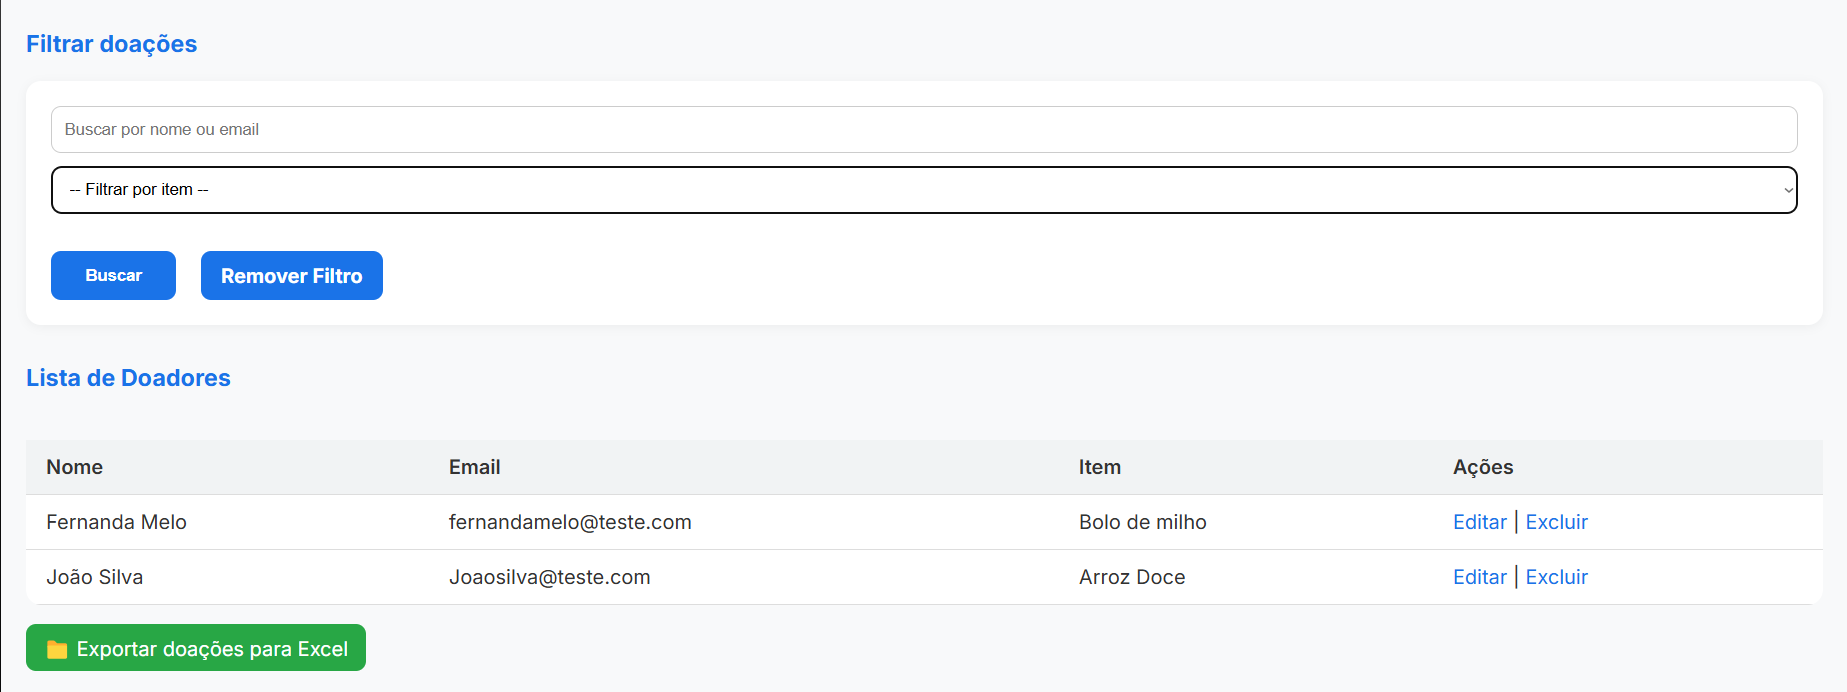 Filtrar doações
Buscar por nome ou email
-- Filtrar por item --
Buscar Remover Filtro
Lista de Doadores
Nome Email Item Ações
Fernanda Melo fernandamelo@teste.com Bolo de milho Editar | Excluir
João Silva Joaosilva@teste.com Arroz Doce Editar | Excluir
Exportar doações para Excel